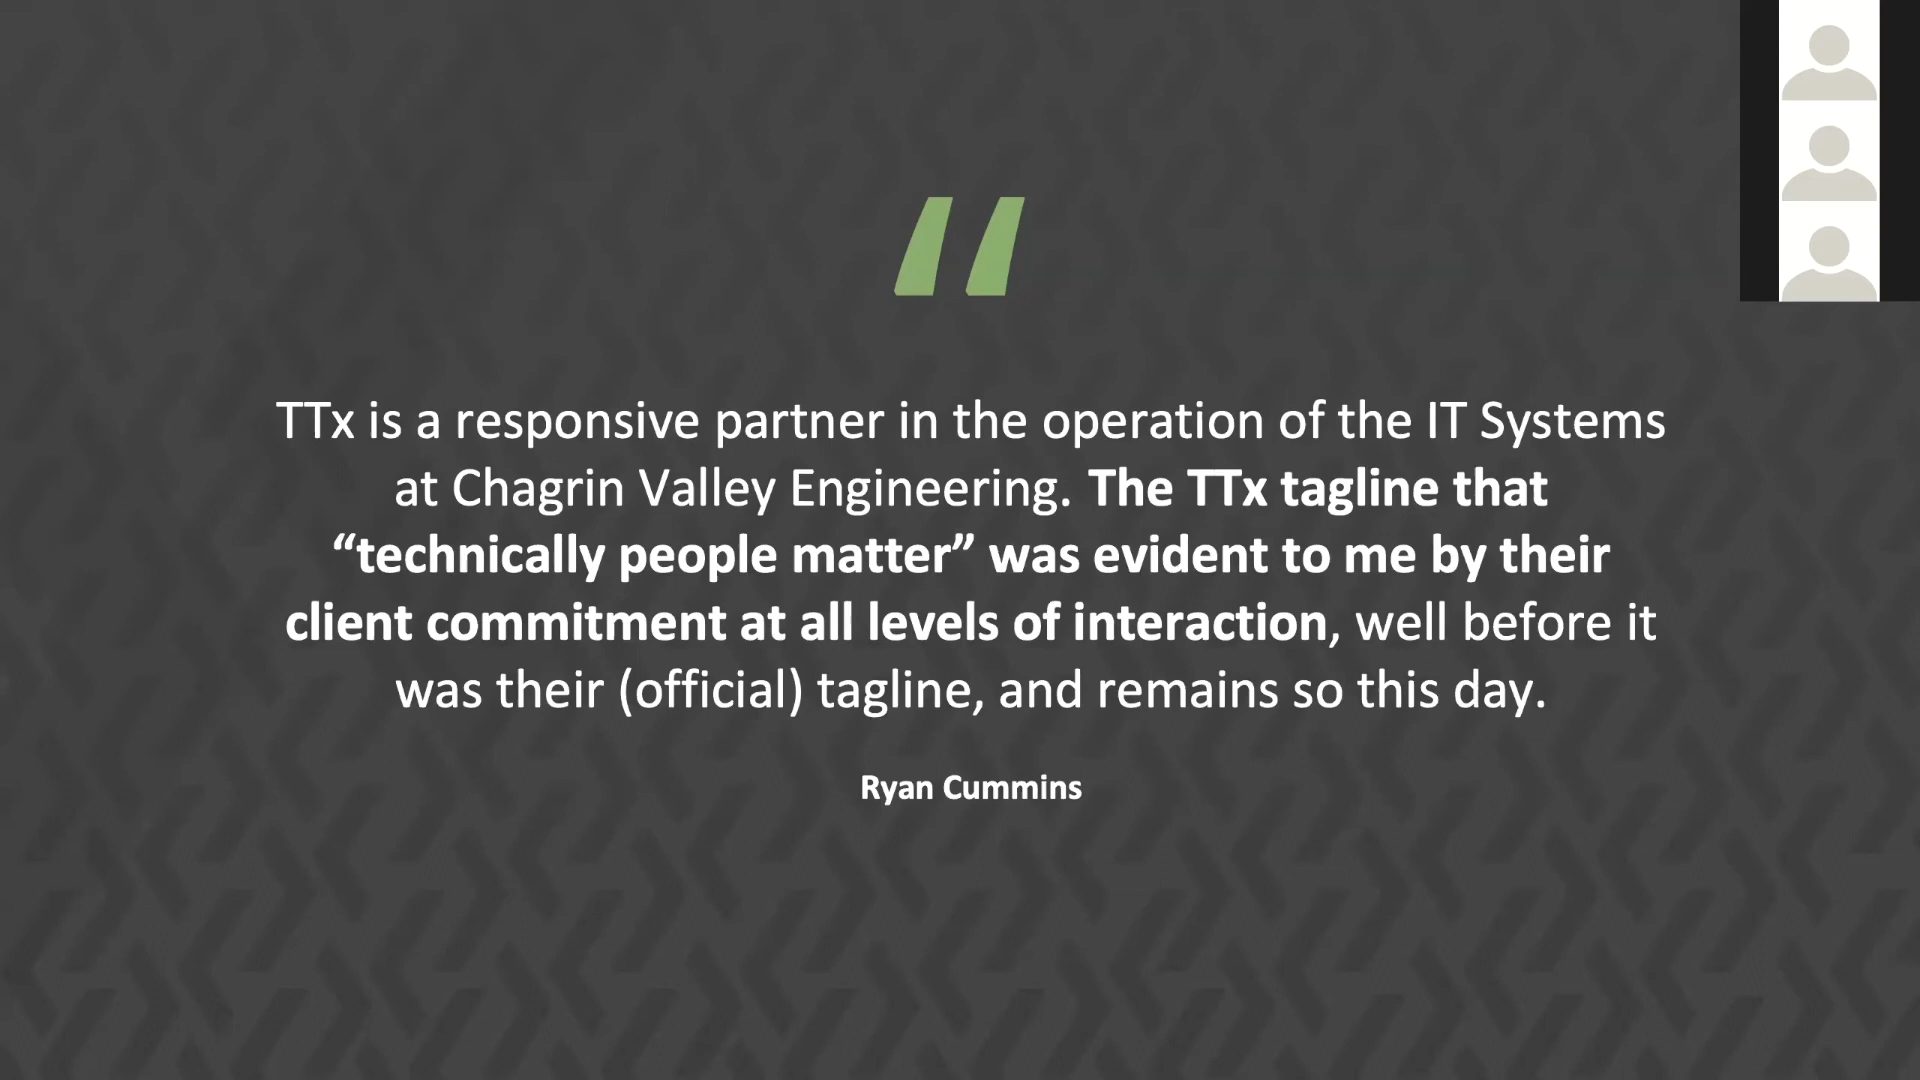 “
TTx is a responsive partner in the operation of the IT Systems
at Chagrin Valley Engineering. The TTx tagline that
“technically people matter” was evident to me by their
client commitment at all levels of interaction, well before it
was their (official) tagline, and remains so this day.
Ryan Cummins